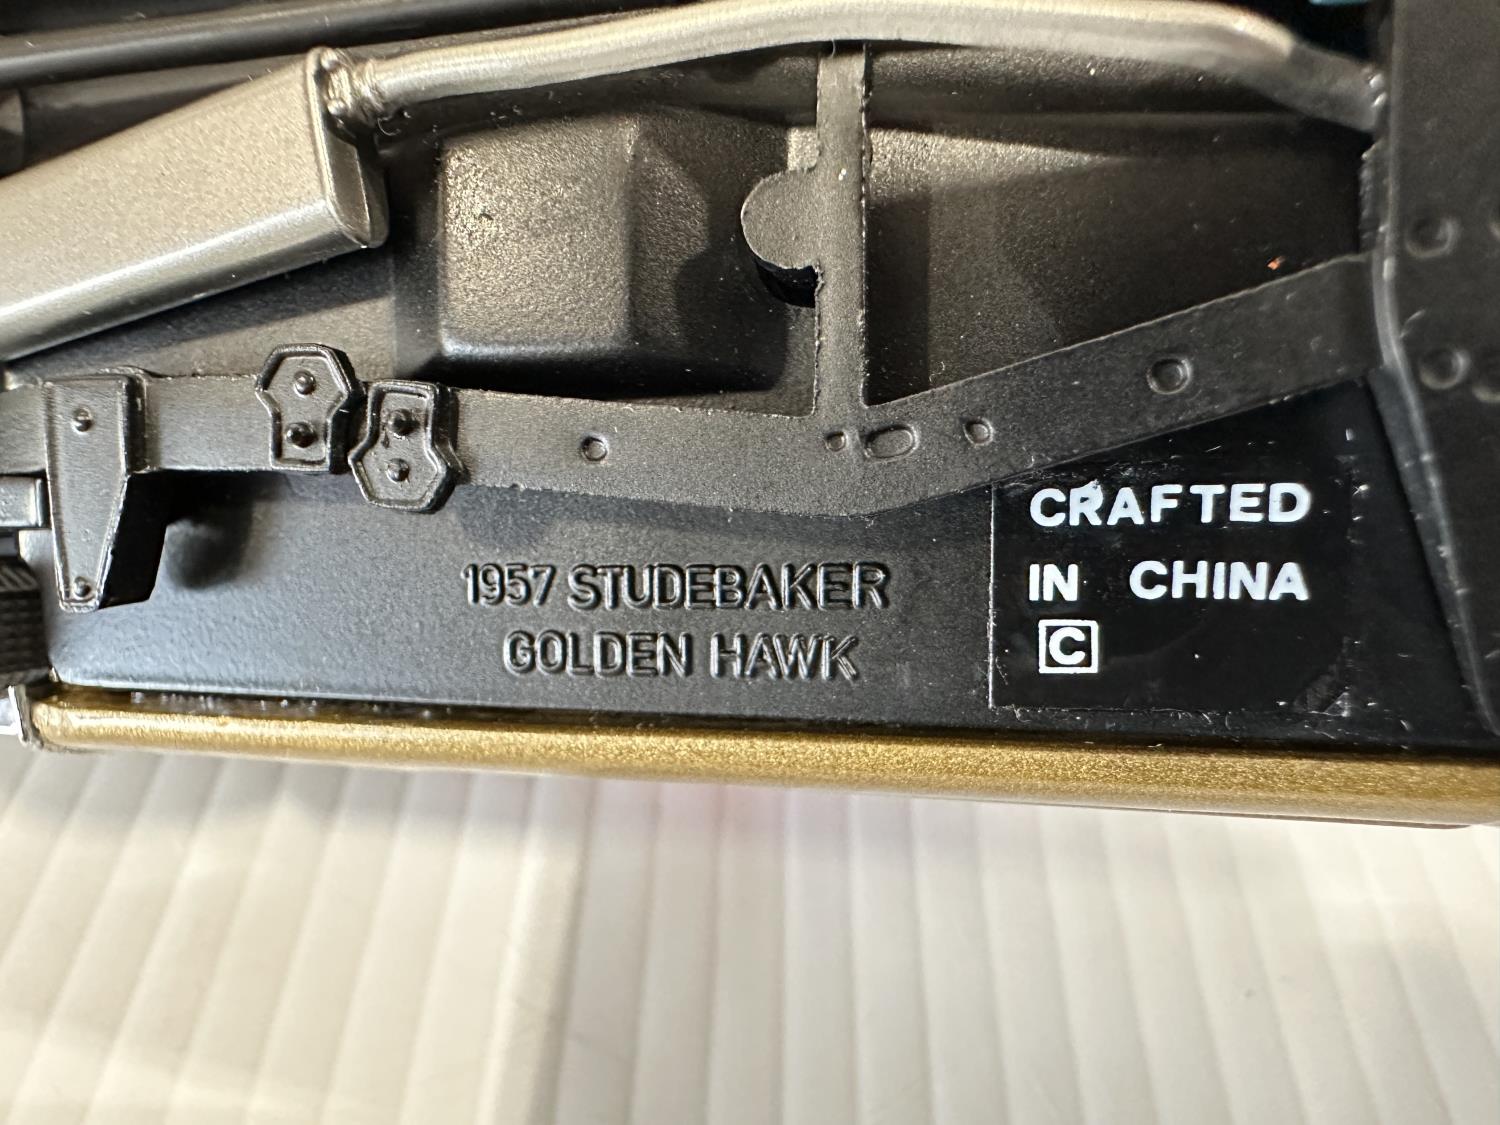 1957 STUDEBAKER
GOLDEN HAWK
CRAFTED
IN CHINA
C